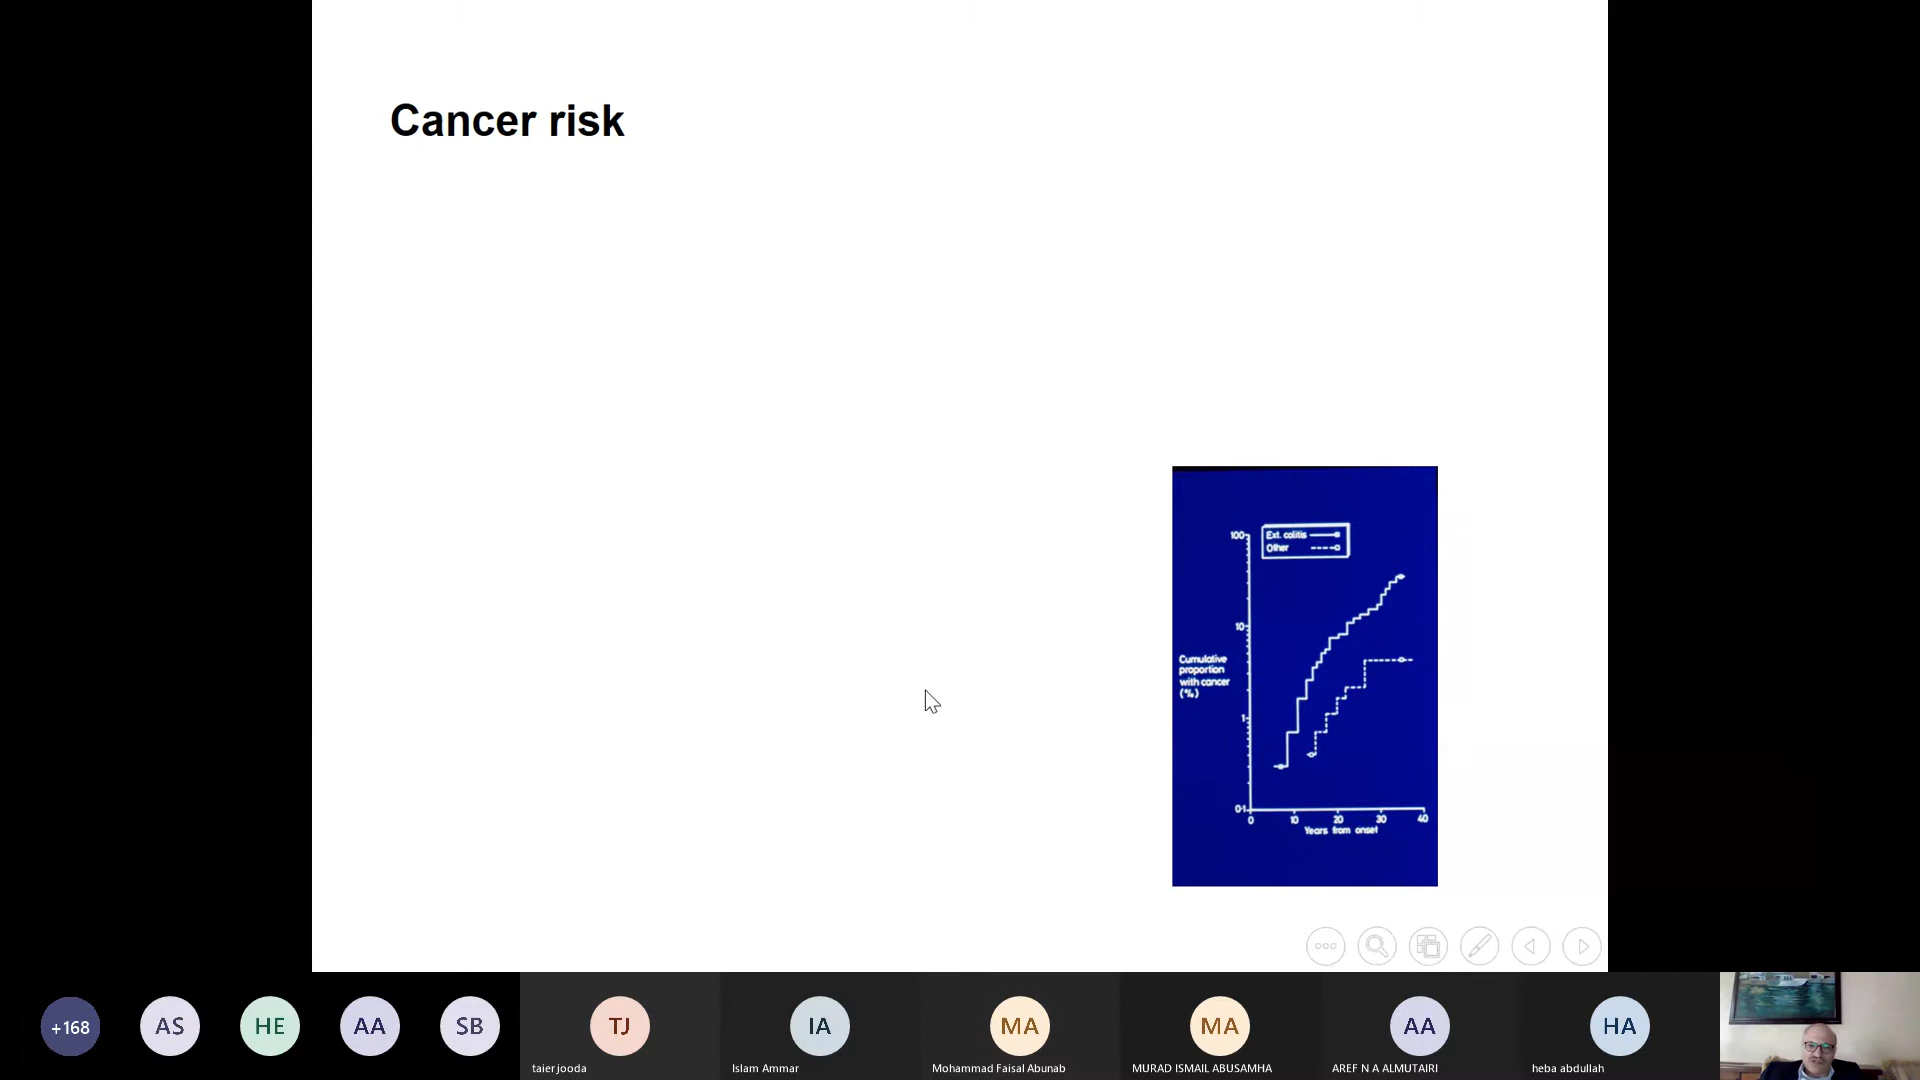 Cancer risk
100
Ext. colitis
Other
10
Cumulative
proportion
with cancer
(%)
1
0·1
0 10 20 30 40
Years from onset
+168
AS
HE
AA
SB
TJ
taier jooda
IA
Islam Ammar
MA
Mohammad Faisal Abunab
MA
MURAD ISMAIL ABUSAMHA
AA
AREF N A ALMUTAIRI
HA
heba abdullah